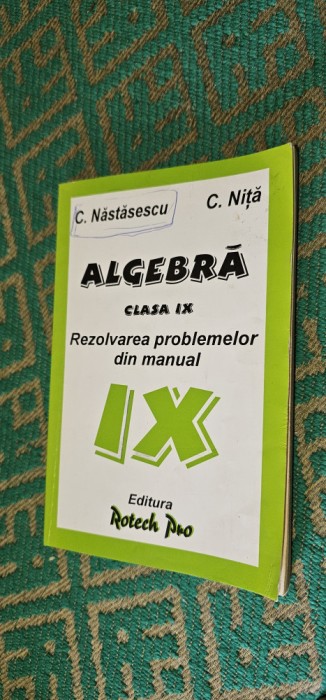 C. Năstăsescu
C. Niță
ALGEBRĂ
CLASA IX
Rezolvarea problemelor
din manual
IX
Editura
Rotech Pro